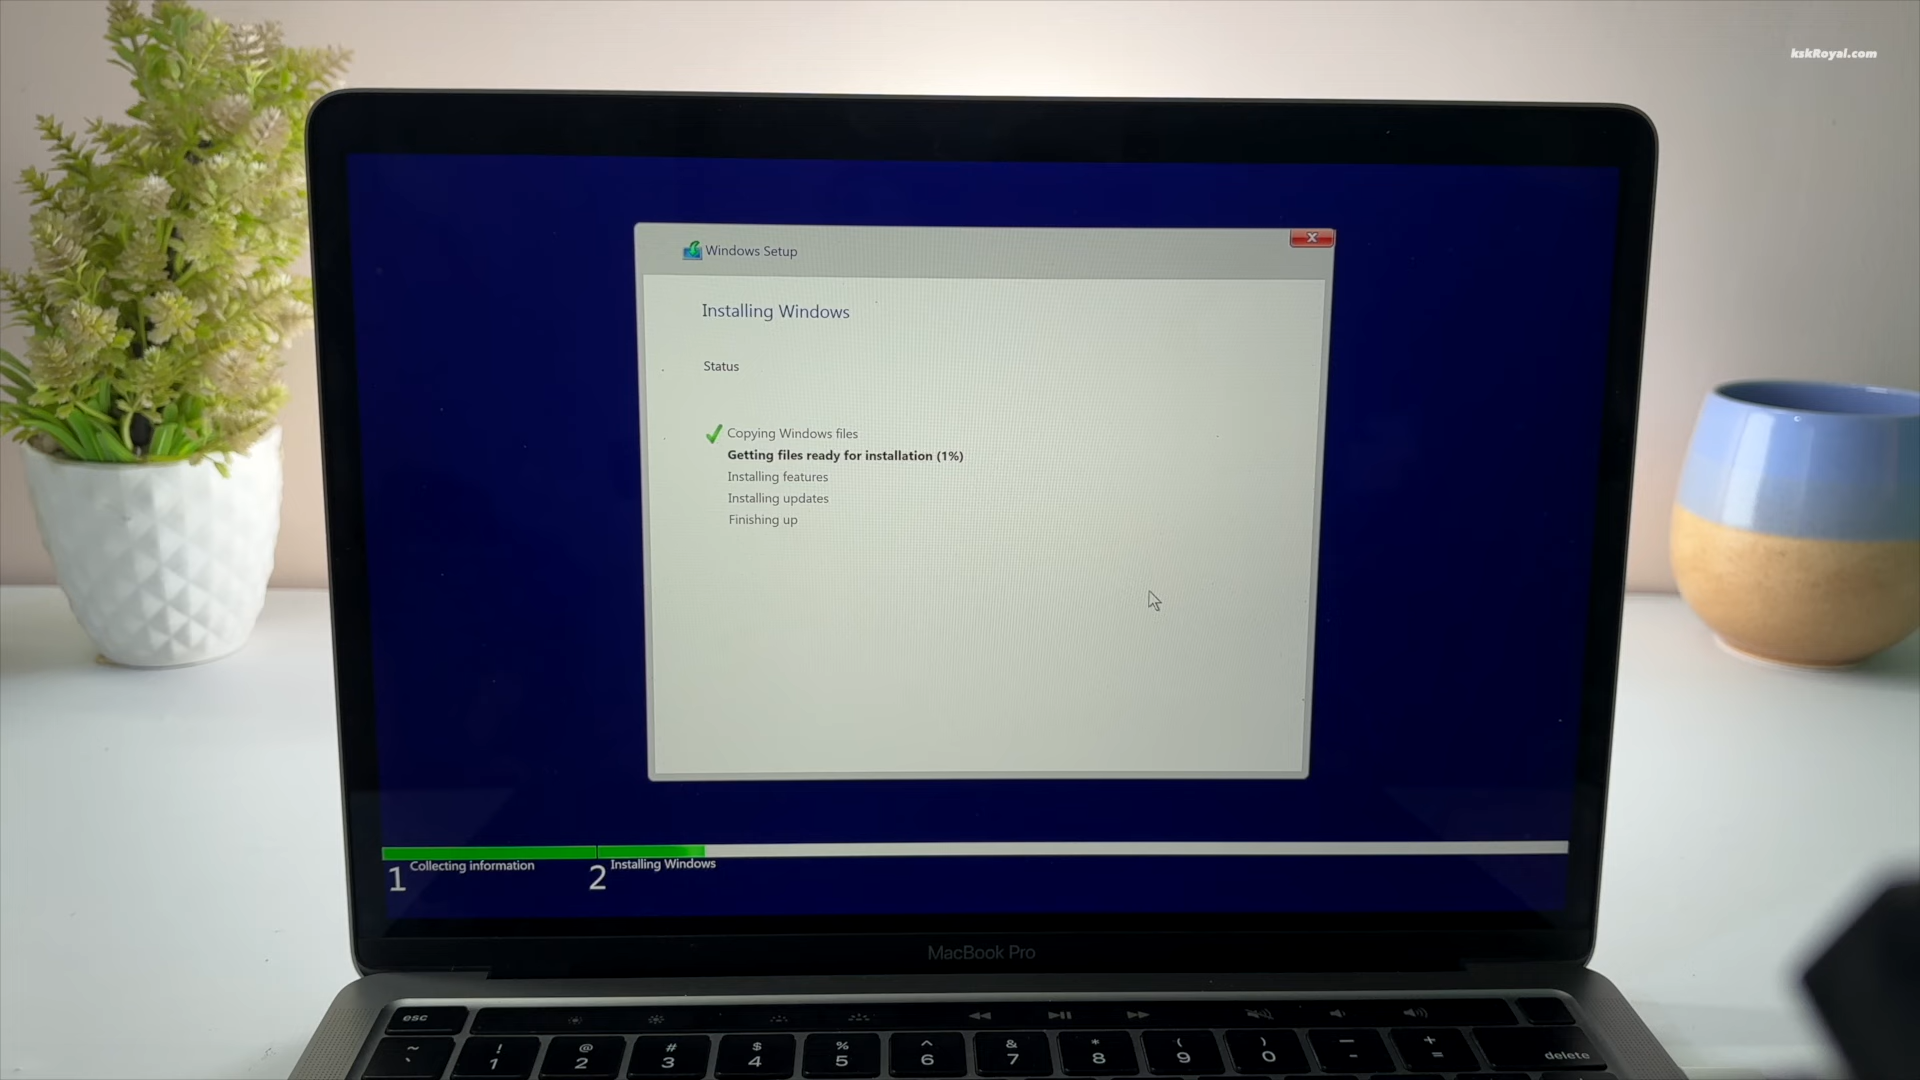 kskRoyal.com
Windows Setup
Installing Windows
Status
Copying Windows files
Getting files ready for installation (1%)
Installing features
Installing updates
Finishing up
1 Collecting information
2 Installing Windows
MacBook Pro
esc
~ ! @ # $ % ^ & * ( ) — +
` 1 2 3 4 5 6 7 8 9 0 - = delete